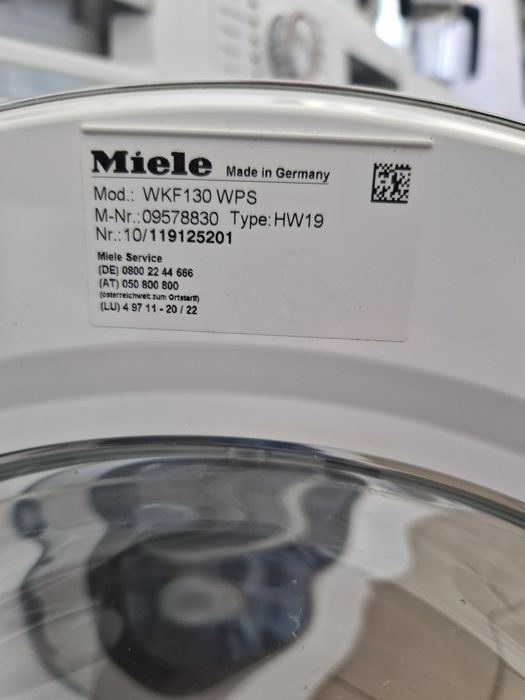 Miele Made in Germany
Mod.: WKF130 WPS
M-Nr.:09578830 Type:HW19
Nr.:10/119125201
Miele Service
(DE) 0800 22 44 666
(AT) 050 800 800
(österreichweit zum Ortstarif)
(LU) 4 97 11 - 20 / 22